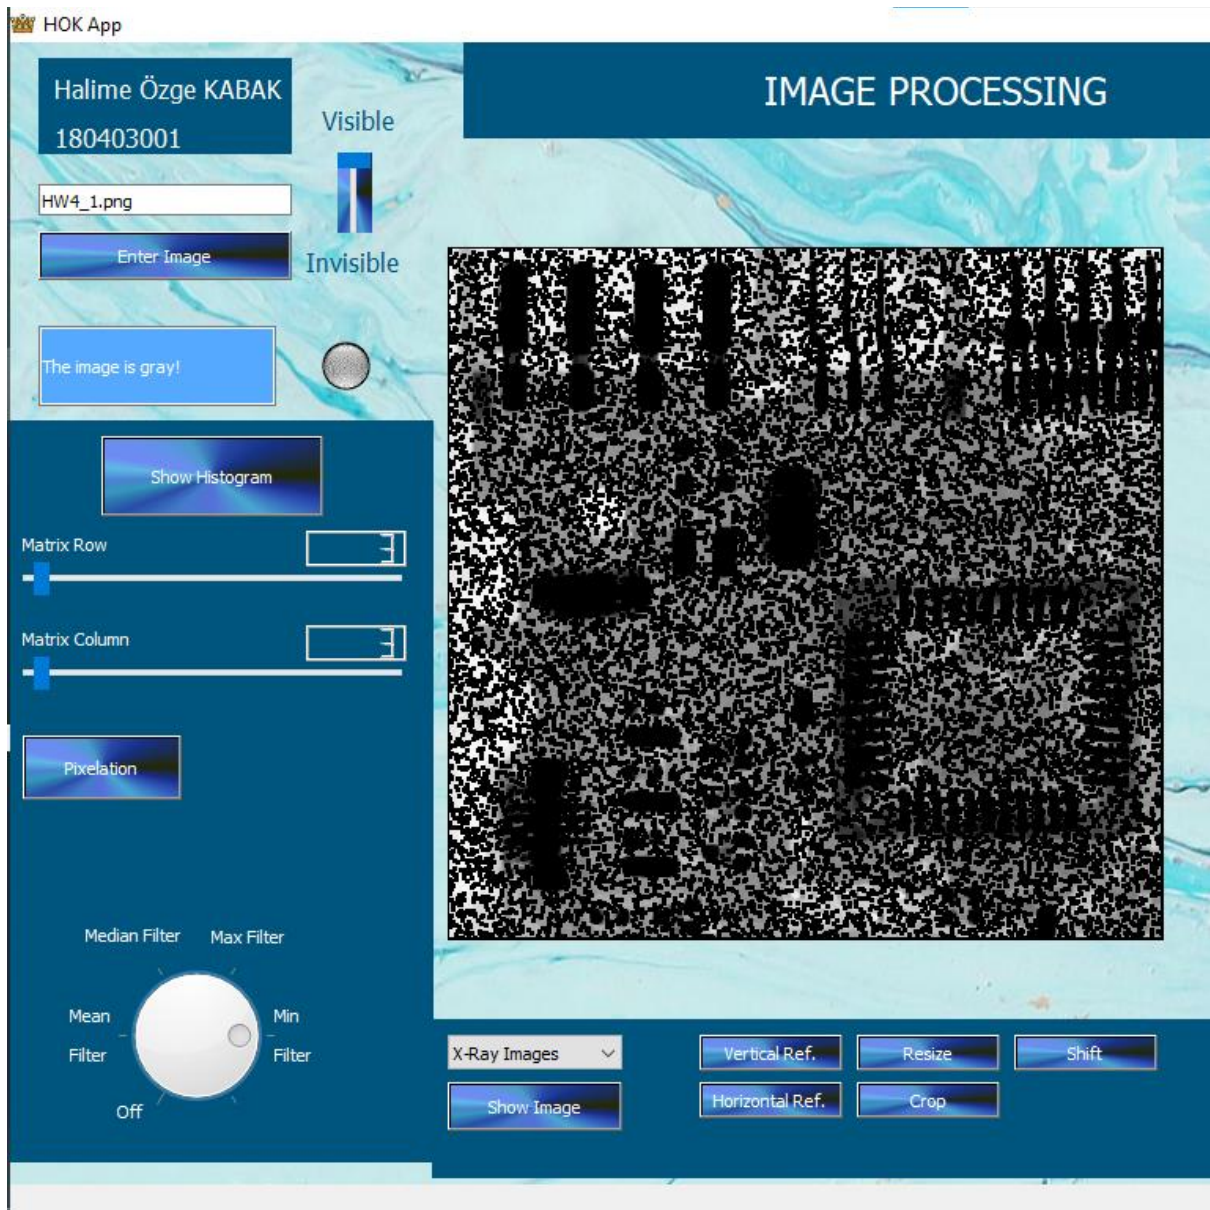 HOK App
Halime Özge KABAK
180403001
IMAGE PROCESSING
Visible
HW4_1.png
Enter Image
Invisible
The image is gray!
Show Histogram
Matrix Row
3
Matrix Column
3
Pixelation
Median Filter
Max Filter
Mean
Filter
Min
Filter
Off
X-Ray Images
Show Image
Vertical Ref.
Resize
Shift
Horizontal Ref.
Crop